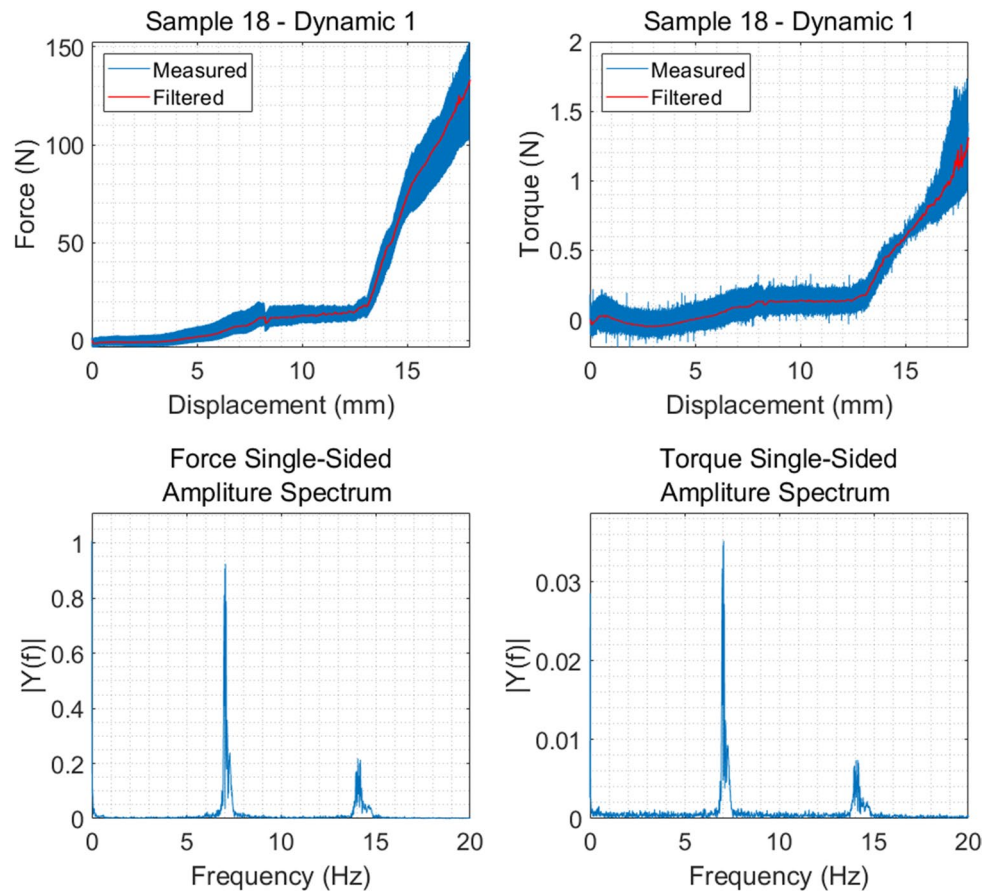 Sample 18 - Dynamic 1
150
100
50
0
Force (N)
Measured
Filtered
0 5 10 15
Displacement (mm)
Sample 18 - Dynamic 1
2
1.5
1
0.5
0
Torque (N)
Measured
Filtered
0 5 10 15
Displacement (mm)
Force Single-Sided
Ampliture Spectrum
1
0.8
0.6
0.4
0.2
0
|Y(f)|
0 5 10 15 20
Frequency (Hz)
Torque Single-Sided
Ampliture Spectrum
0.03
0.02
0.01
0
|Y(f)|
0 5 10 15 20
Frequency (Hz)